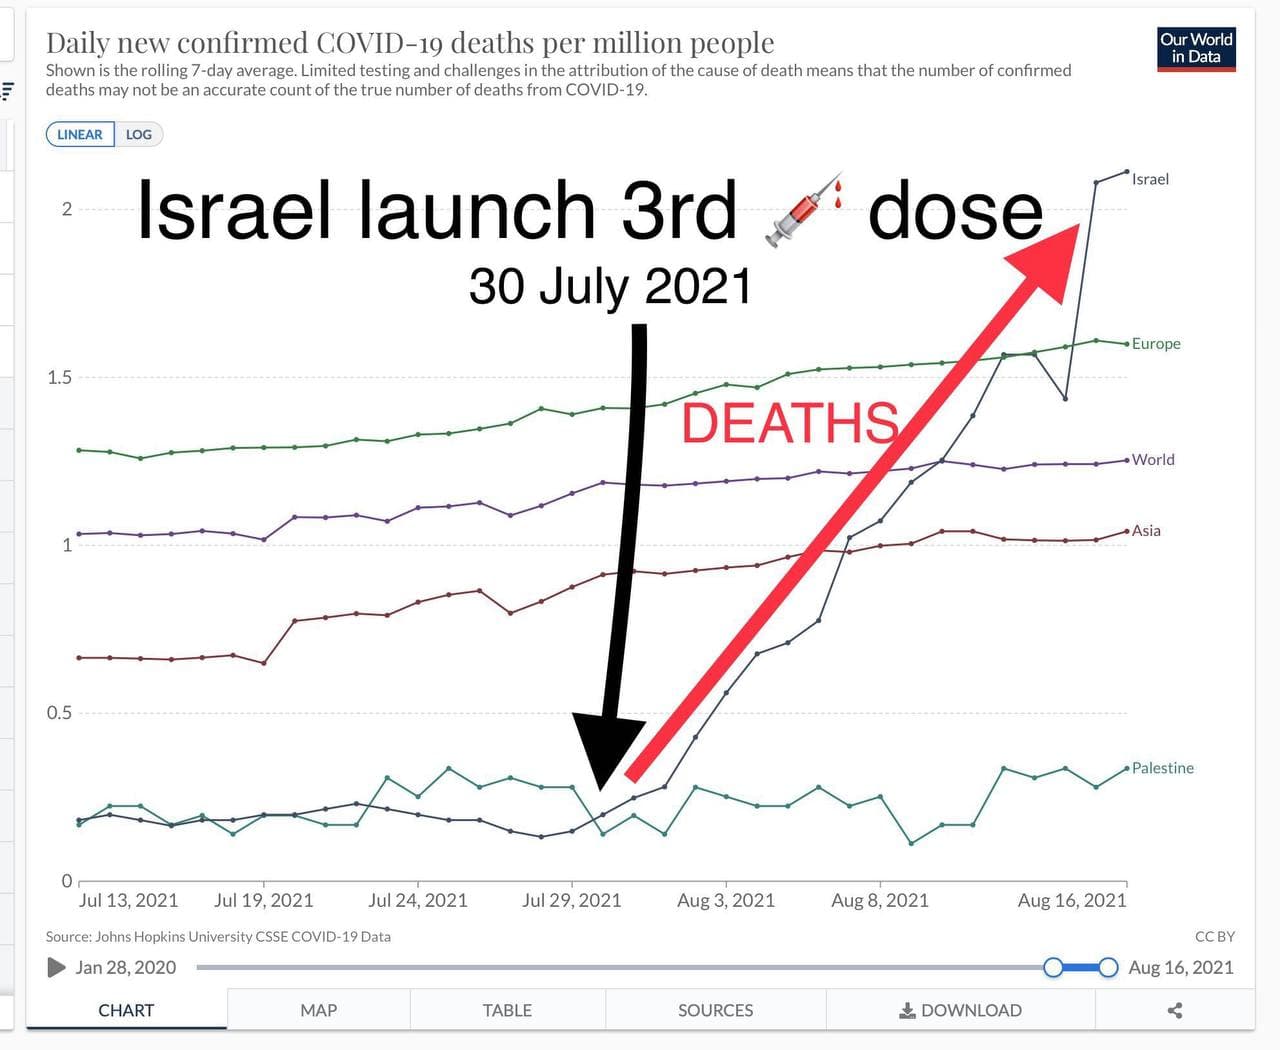 Daily new confirmed COVID-19 deaths per million people
Shown is the rolling 7-day average. Limited testing and challenges in the attribution of the cause of death means that the number of confirmed
deaths may not be an accurate count of the true number of deaths from COVID-19.
Our World
in Data
LINEAR LOG
Israel launch 3rd 💉 dose
30 July 2021
DEATHS
2
1.5
1
0.5
0
Israel
Europe
World
Asia
Palestine
Jul 13, 2021 Jul 19, 2021 Jul 24, 2021 Jul 29, 2021 Aug 3, 2021 Aug 8, 2021 Aug 16, 2021
Source: Johns Hopkins University CSSE COVID-19 Data CC BY
Jan 28, 2020 Aug 16, 2021
CHART MAP TABLE SOURCES DOWNLOAD